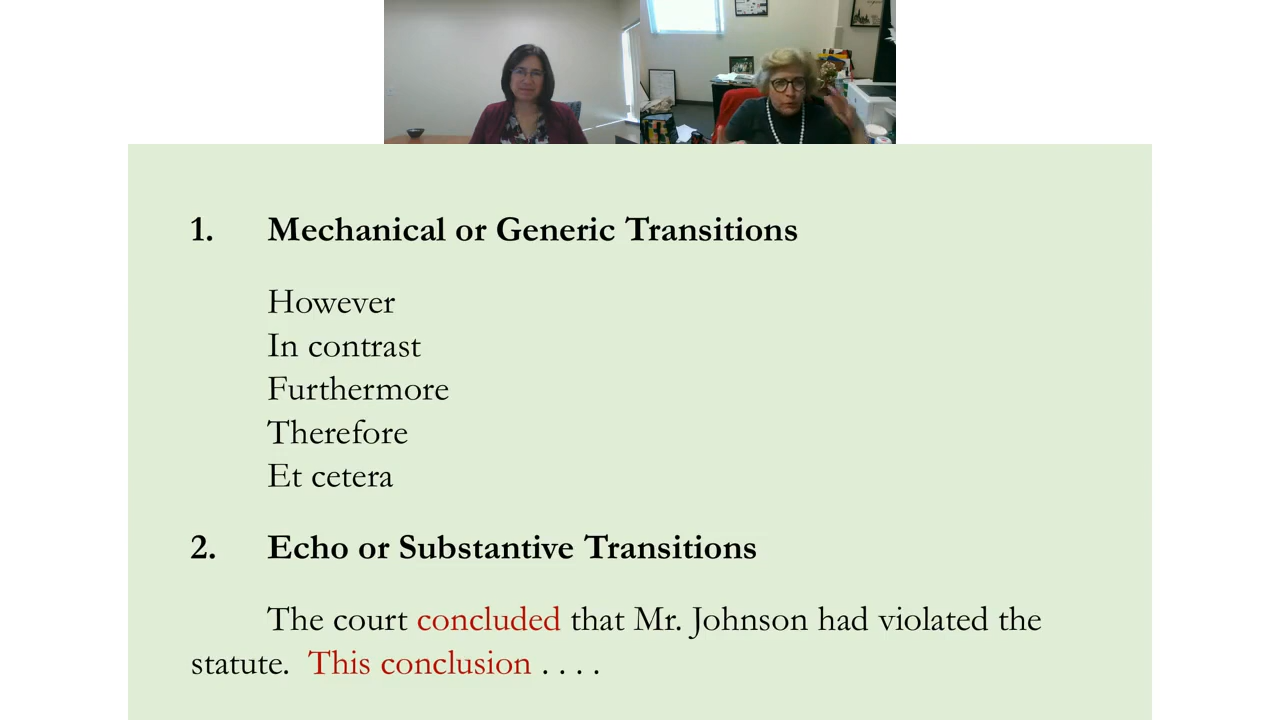 1. Mechanical or Generic Transitions
However
In contrast
Furthermore
Therefore
Et cetera
2. Echo or Substantive Transitions
The court concluded that Mr. Johnson had violated the
statute. This conclusion . . . .